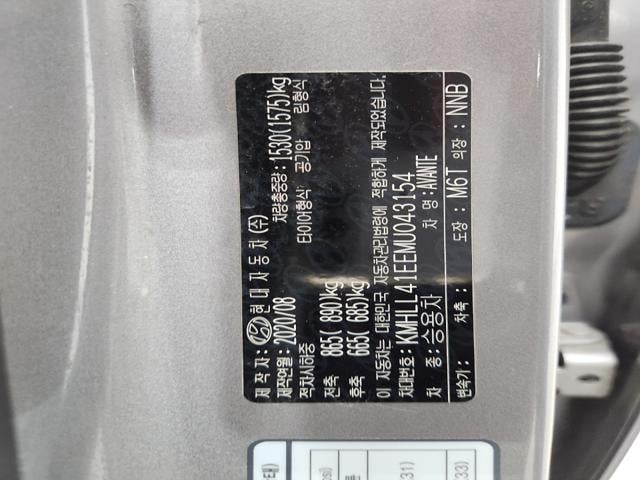 제 작 자: 현대자동차(주)
제작연월: 2020/08 차량총중량: 1530(1575)kg
적차시하중 타이어형식 공기압 림형식
전축 865( 890)kg
후축 665( 685)kg
이 자동차는 대한민국 자동차관리법령에 적합하게 제작되었습니다.
차대번호: KMHLL41EEMU043154
차 종: 승용차 차 명: AVANTE
변속기: 차축: 도장: M6T 의장: NNB
si)
31)
33)